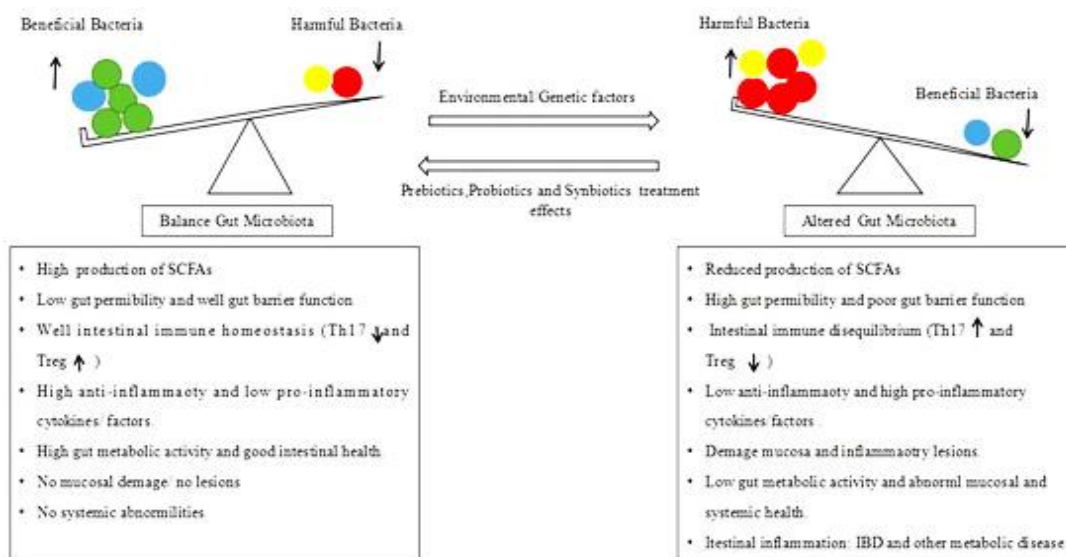 Beneficial Bacteria
Harmful Bacteria
Harmful Bacteria
Beneficial Bacteria
Environmental Genetic factors
Prebiotics,Probiotics and Synbiotics treatment
effects
Balance Gut Microbiota
Altered Gut Microbiota
• High production of SCFAs
• Low gut permibility and well gut barrier function
• Well intestinal immune homeostasis (Th17 ↓and
Treg ↑ )
• High anti-inflammaoty and low pro-inflammatory
cytokines/ factors
• High gut metabolic activity and good intestinal health
• No mucosal demage/ no lesions
• No systemic abnormilities
• Reduced production of SCFAs
• High gut permibility and poor gut barrier function
• Intestinal immune disequilibrium (Th17 ↑ and
Treg ↓ )
• Low anti-inflammaoty and high pro-inflammatory
cytokines/factors
• Demage mucosa and inflammaotry lesions
• Low gut metabolic activity and abnorml mucosal and
systemic health
• Itestinal inflammation: IBD and other metabolic disease